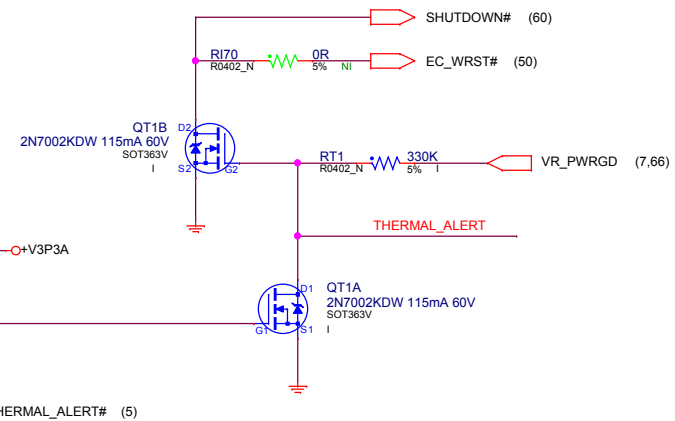 SHUTDOWN# (60)
RI70 0R
R0402_N 5% NI
EC_WRST# (50)
QT1B D2
2N7002KDW 115mA 60V
SOT363V
I
S2 G2
RT1 330K
R0402_N 5% I
VR_PWRGD (7,66)
THERMAL_ALERT
+V3P3A
D1 QT1A
2N7002KDW 115mA 60V
SOT363V
G1 S1 I
HERMAL_ALERT# (5)